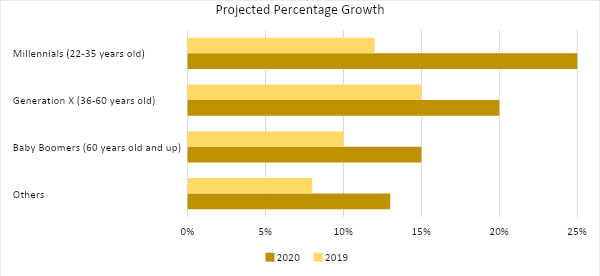 Projected Percentage Growth
Millennials (22-35 years old)
Generation X (36-60 years old)
Baby Boomers (60 years old and up)
Others
0% 5% 10% 15% 20% 25%
2020 2019